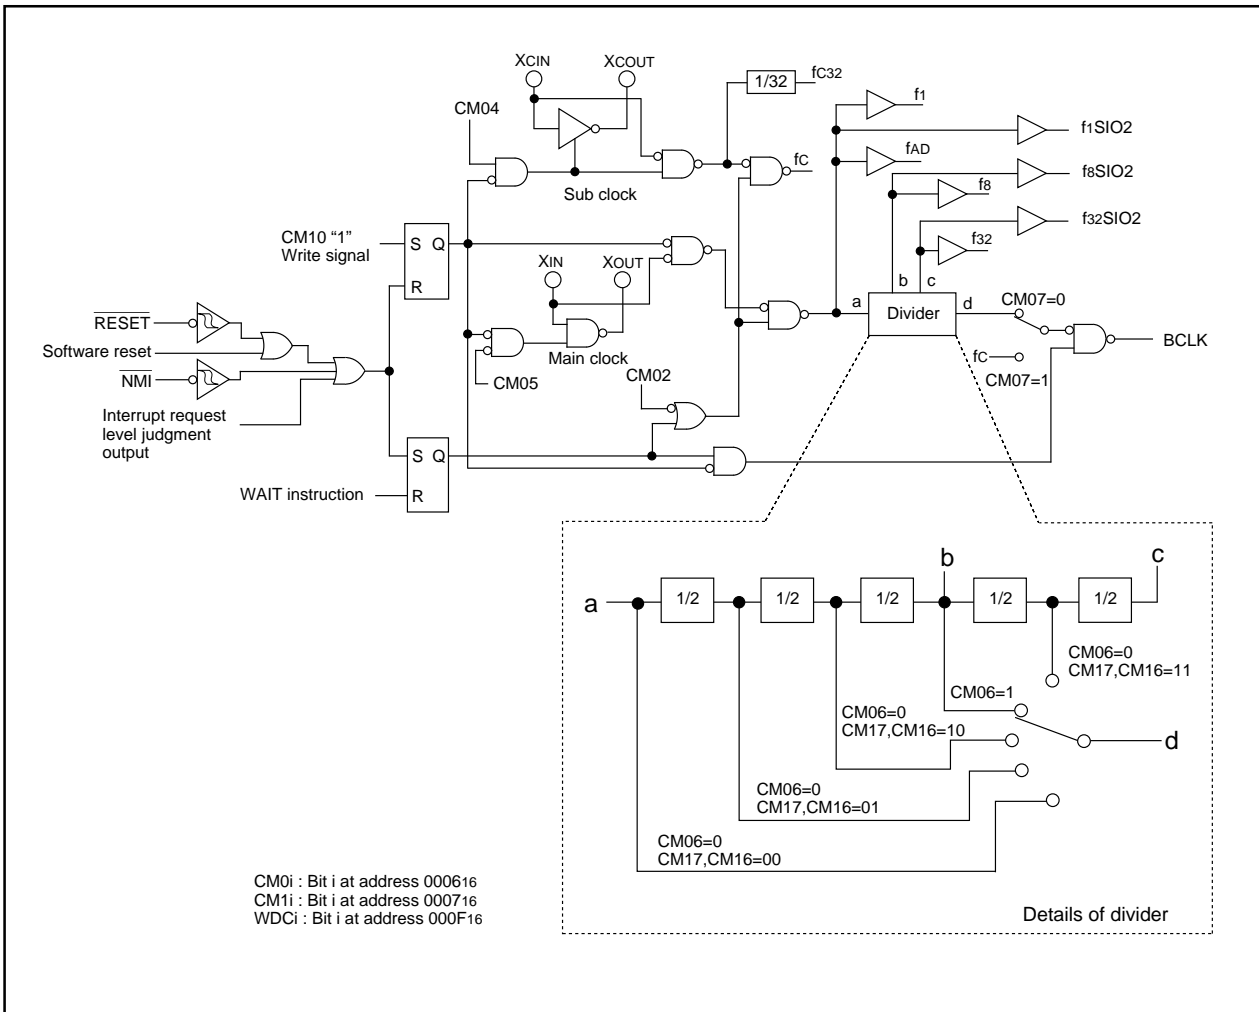 XCIN
XCOUT
1/32
fC32
CM04
f1
f1SIO2
fAD
fC
f8SIO2
f8
Sub clock
f32SIO2
f32
CM10 “1”
Write signal
S Q
R
XIN
XOUT
b c
a
Divider
d
CM07=0
BCLK
fC
CM07=1
RESET
Software reset
NMI
Main clock
CM05
CM02
Interrupt request
level judgment
output
S Q
R
WAIT instruction
b
c
a
1/2
1/2
1/2
1/2
1/2
CM06=0
CM17,CM16=11
CM06=1
CM06=0
CM17,CM16=10
d
CM06=0
CM17,CM16=01
CM06=0
CM17,CM16=00
CM0i : Bit i at address 000616
CM1i : Bit i at address 000716
WDCi : Bit i at address 000F16
Details of divider